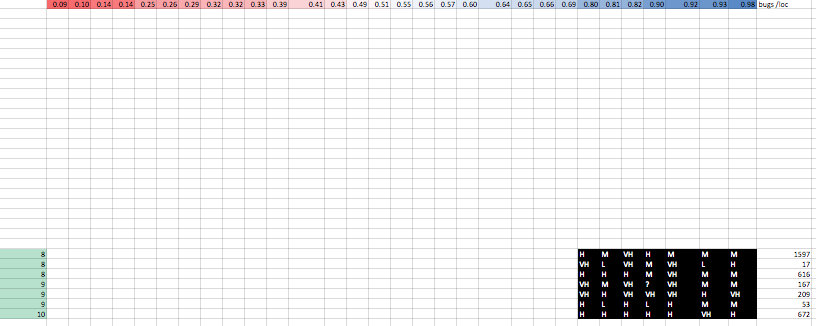 0.09 0.10 0.14 0.14 0.25 0.26 0.29 0.32 0.32 0.33 0.39 0.41 0.43 0.49 0.51 0.55 0.56 0.57 0.60 0.64 0.65 0.66 0.69 0.80 0.81 0.82 0.90 0.92 0.93 0.98 bugs /loc
8 H M VH H M M M 1597
8 VH L VH M VH L H 17
8 H H H M VH M M 616
9 VH M VH ? VH M M 167
9 VH H VH VH VH H VH 209
9 H L H L H M M 53
10 H H H H H VH H 672